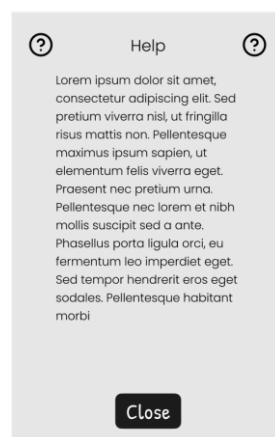 Help
Lorem ipsum dolor sit amet,
consectetur adipiscing elit. Sed
pretium viverra nisl, ut fringilla
risus mattis non. Pellentesque
maximus ipsum sapien, ut
elementum felis viverra eget.
Praesent nec pretium urna.
Pellentesque nec lorem et nibh
mollis suscipit sed a ante.
Phasellus porta ligula orci, eu
fermentum leo imperdiet eget.
Sed tempor hendrerit eros eget
sodales. Pellentesque habitant
morbi
Close